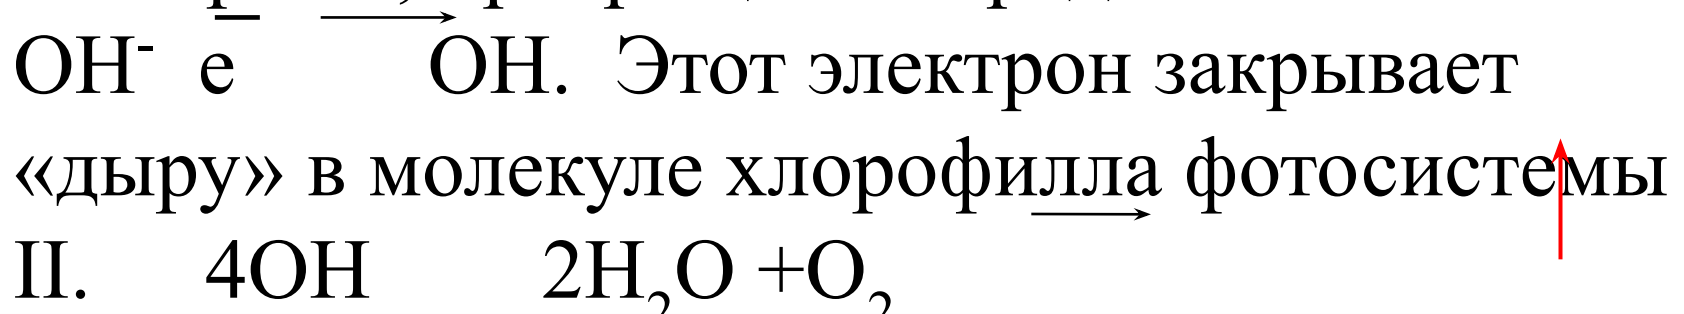 OH⁻ e OH. Этот электрон закрывает
«дыру» в молекуле хлорофилла фотосистемы
II. 4OH 2H₂O +O₂